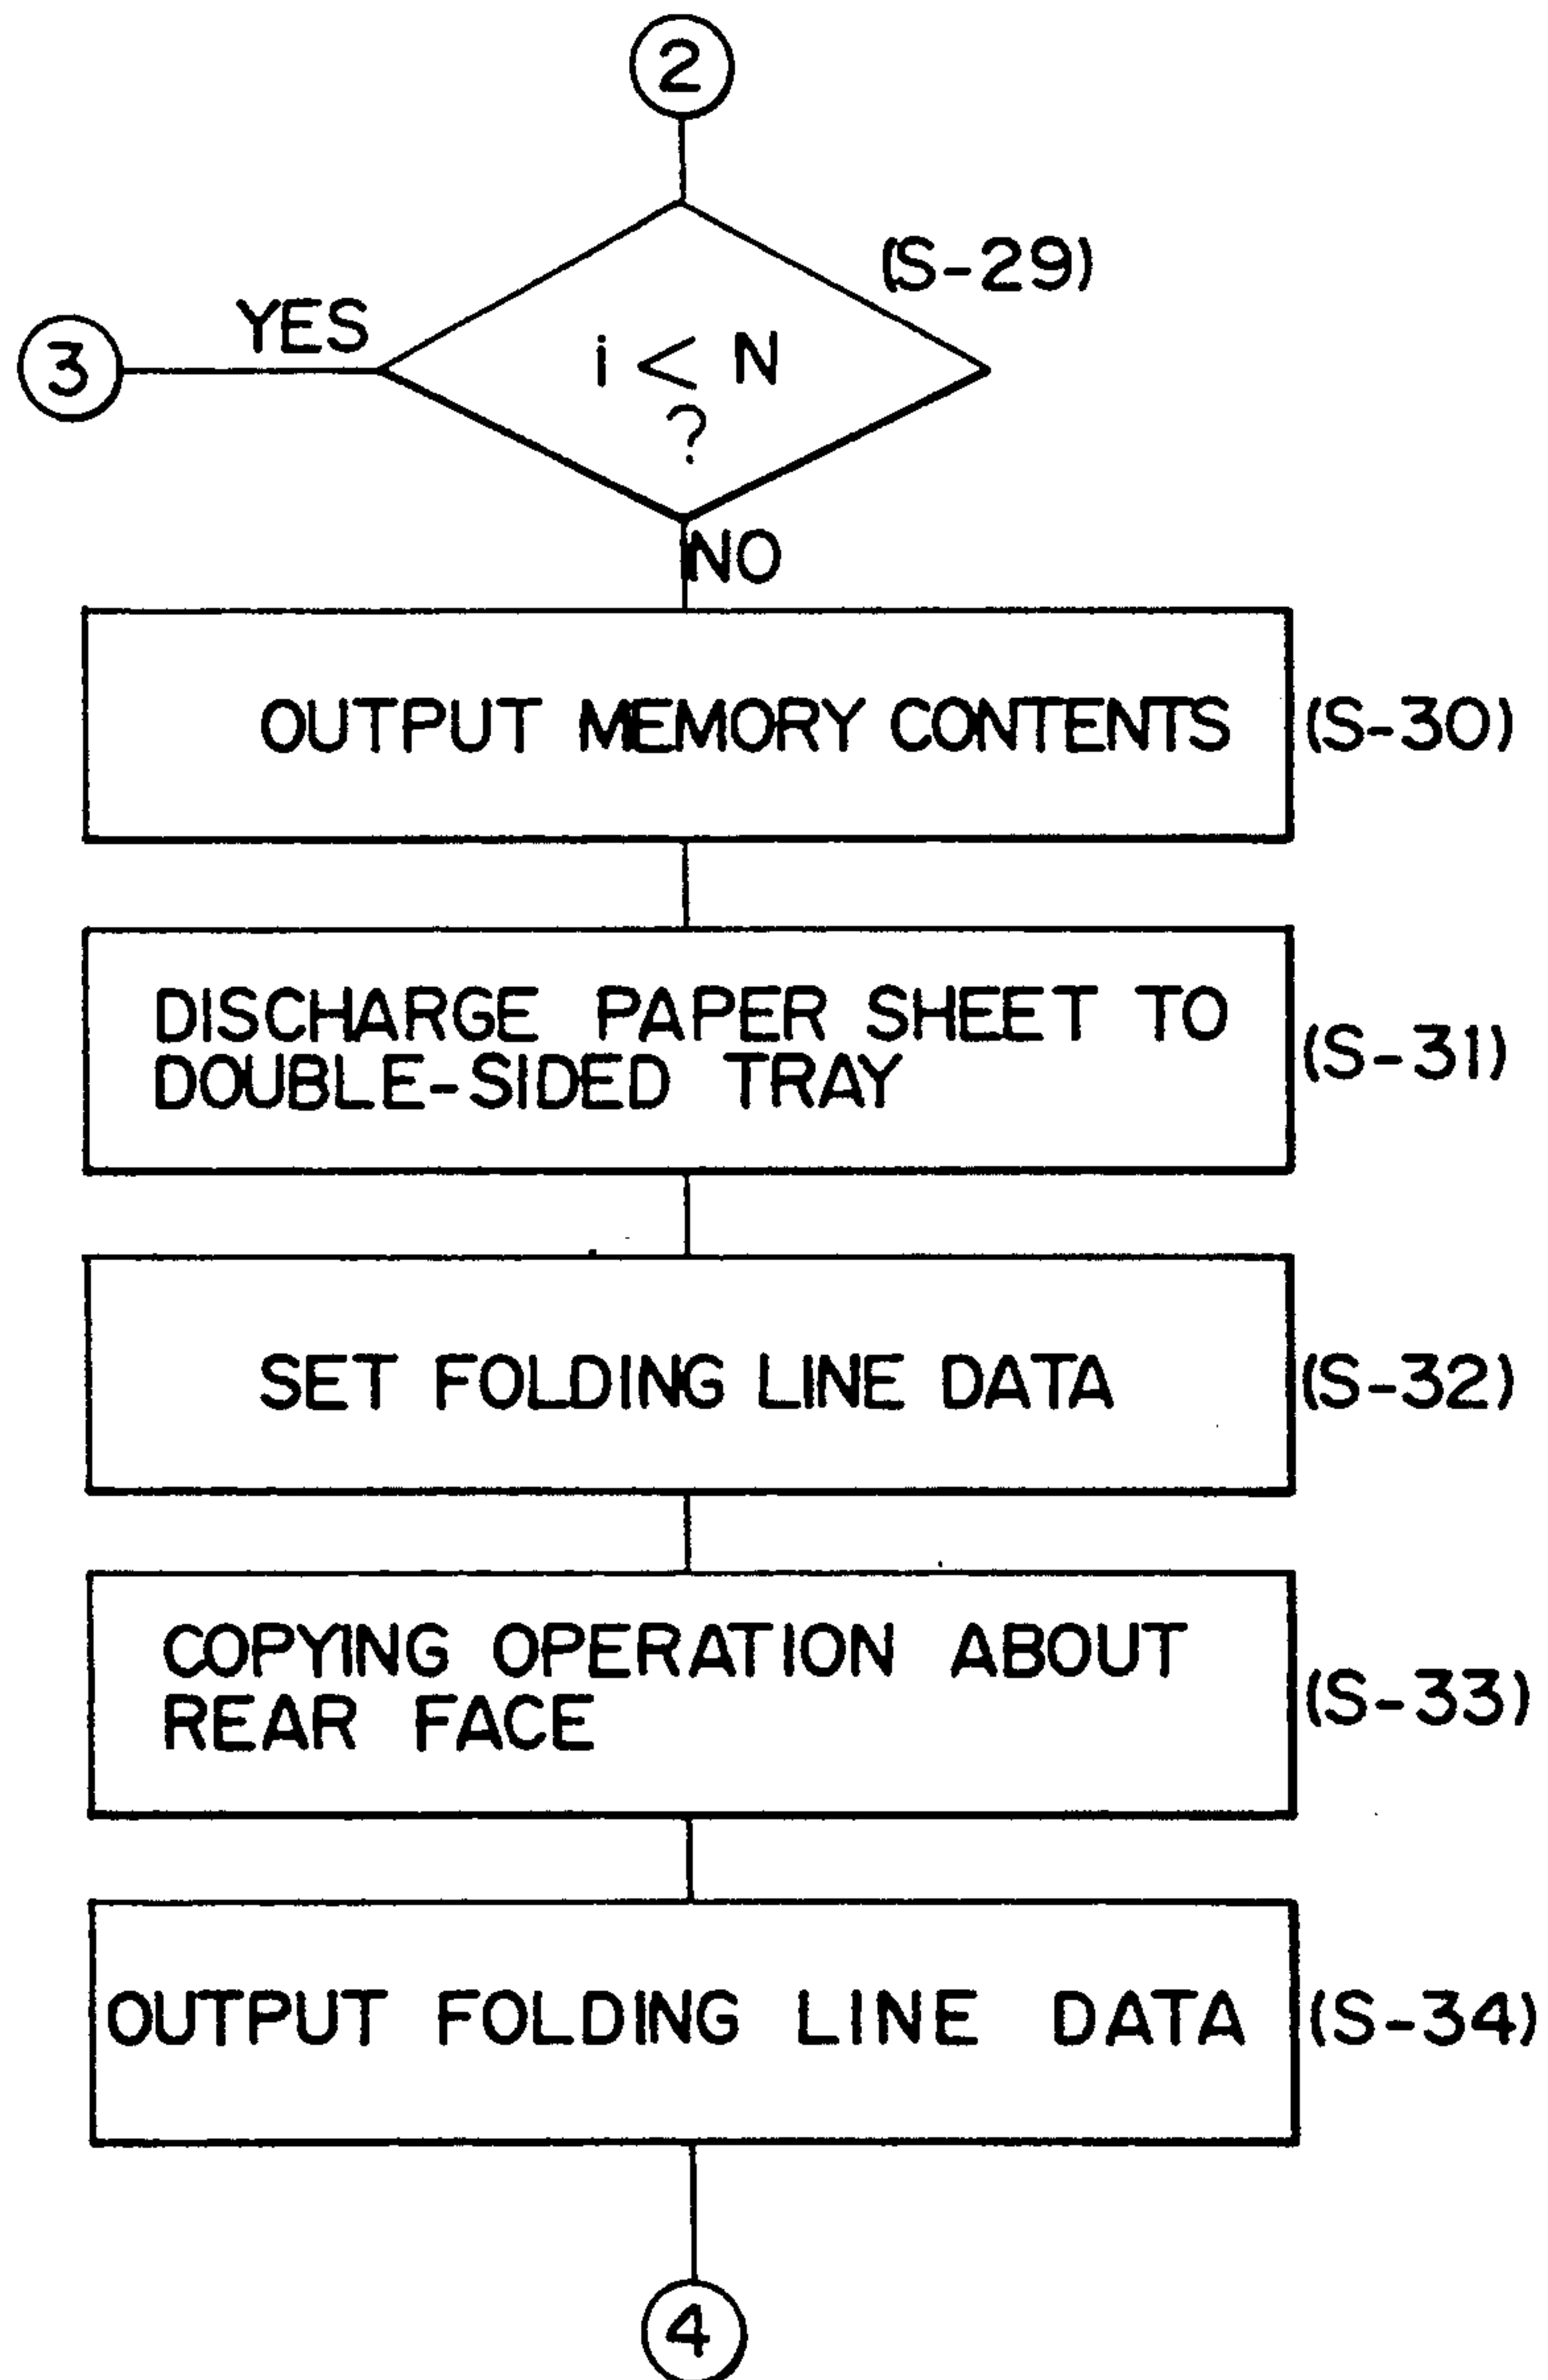 2
(S-29)
YES
3
i < N
?
NO
OUTPUT MEMORY CONTENTS
(S-30)
DISCHARGE PAPER SHEET TO
DOUBLE-SIDED TRAY
(S-31)
SET FOLDING LINE DATA
(S-32)
COPYING OPERATION ABOUT
REAR FACE
(S-33)
OUTPUT FOLDING LINE DATA
(S-34)
4